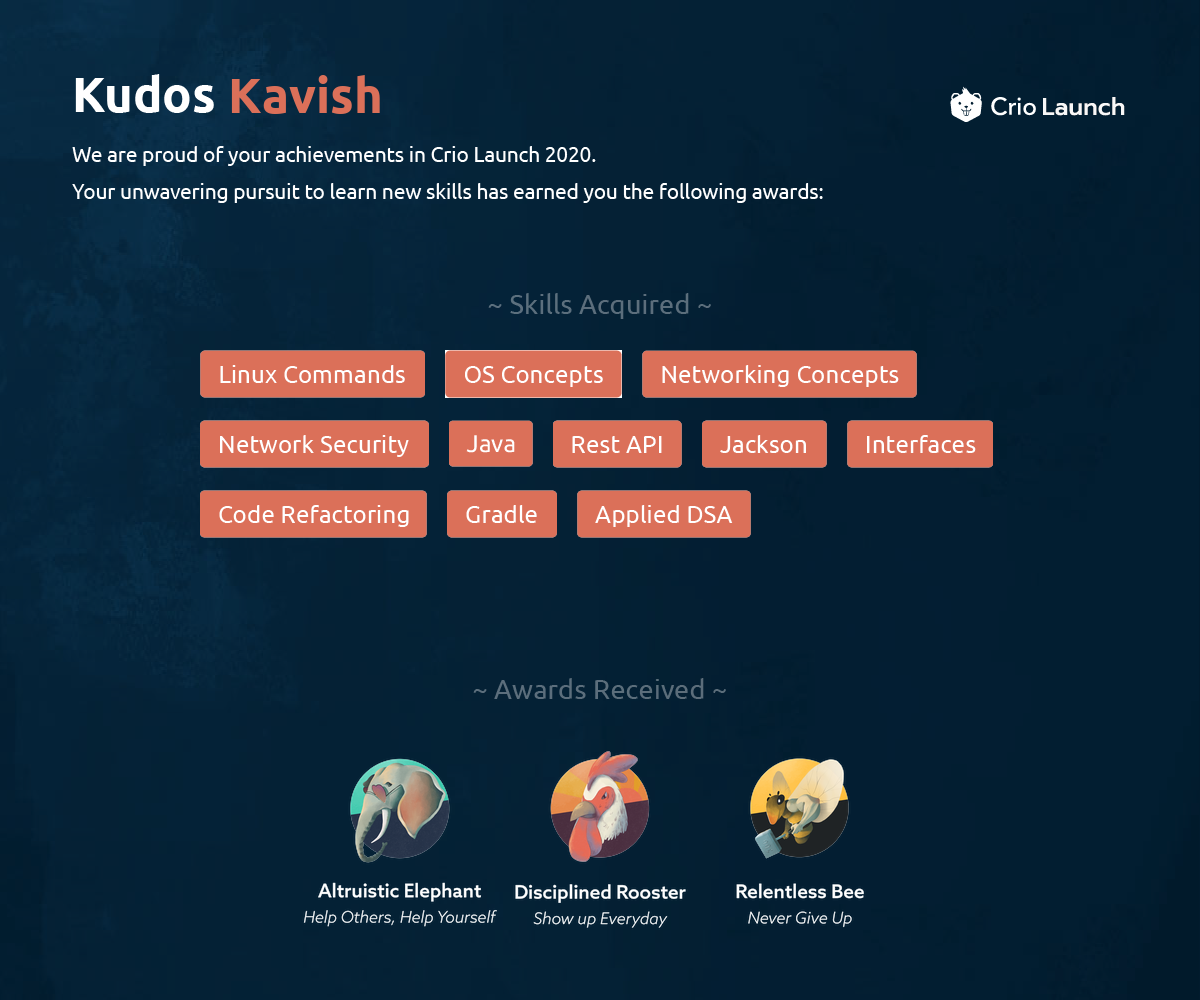 Kudos Kavish
Crio Launch
We are proud of your achievements in Crio Launch 2020.
Your unwavering pursuit to learn new skills has earned you the following awards:
~ Skills Acquired ~
Linux Commands OS Concepts Networking Concepts
Network Security Java Rest API Jackson Interfaces
Code Refactoring Gradle Applied DSA
~ Awards Received ~
Altruistic Elephant Disciplined Rooster Relentless Bee
Help Others, Help Yourself Show up Everyday Never Give Up